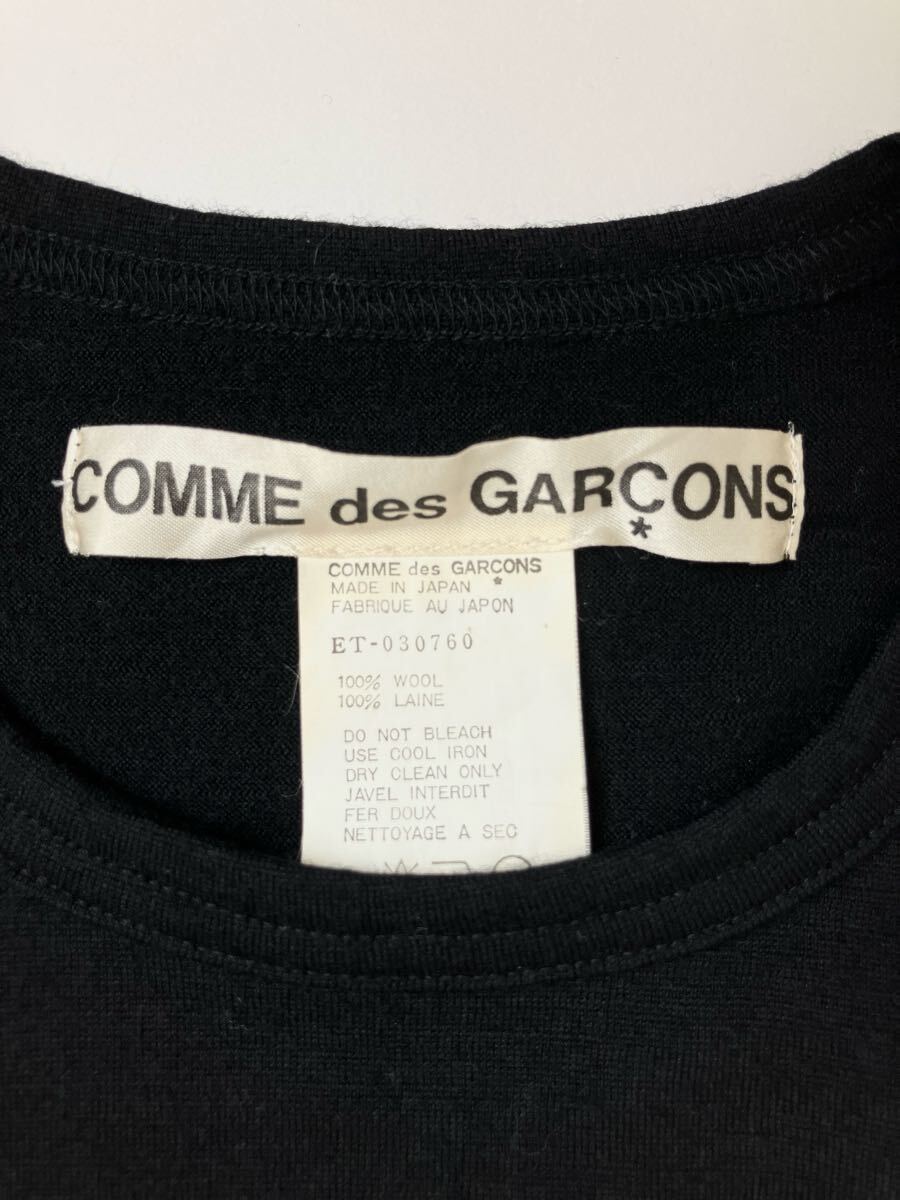 COMME des GARÇONS
*
COMME des GARCONS
MADE IN JAPAN *
FABRIQUE AU JAPON
ET-030760
100% WOOL
100% LAINE
DO NOT BLEACH
USE COOL IRON
DRY CLEAN ONLY
JAVEL INTERDIT
FER DOUX
NETTOYAGE A SEC